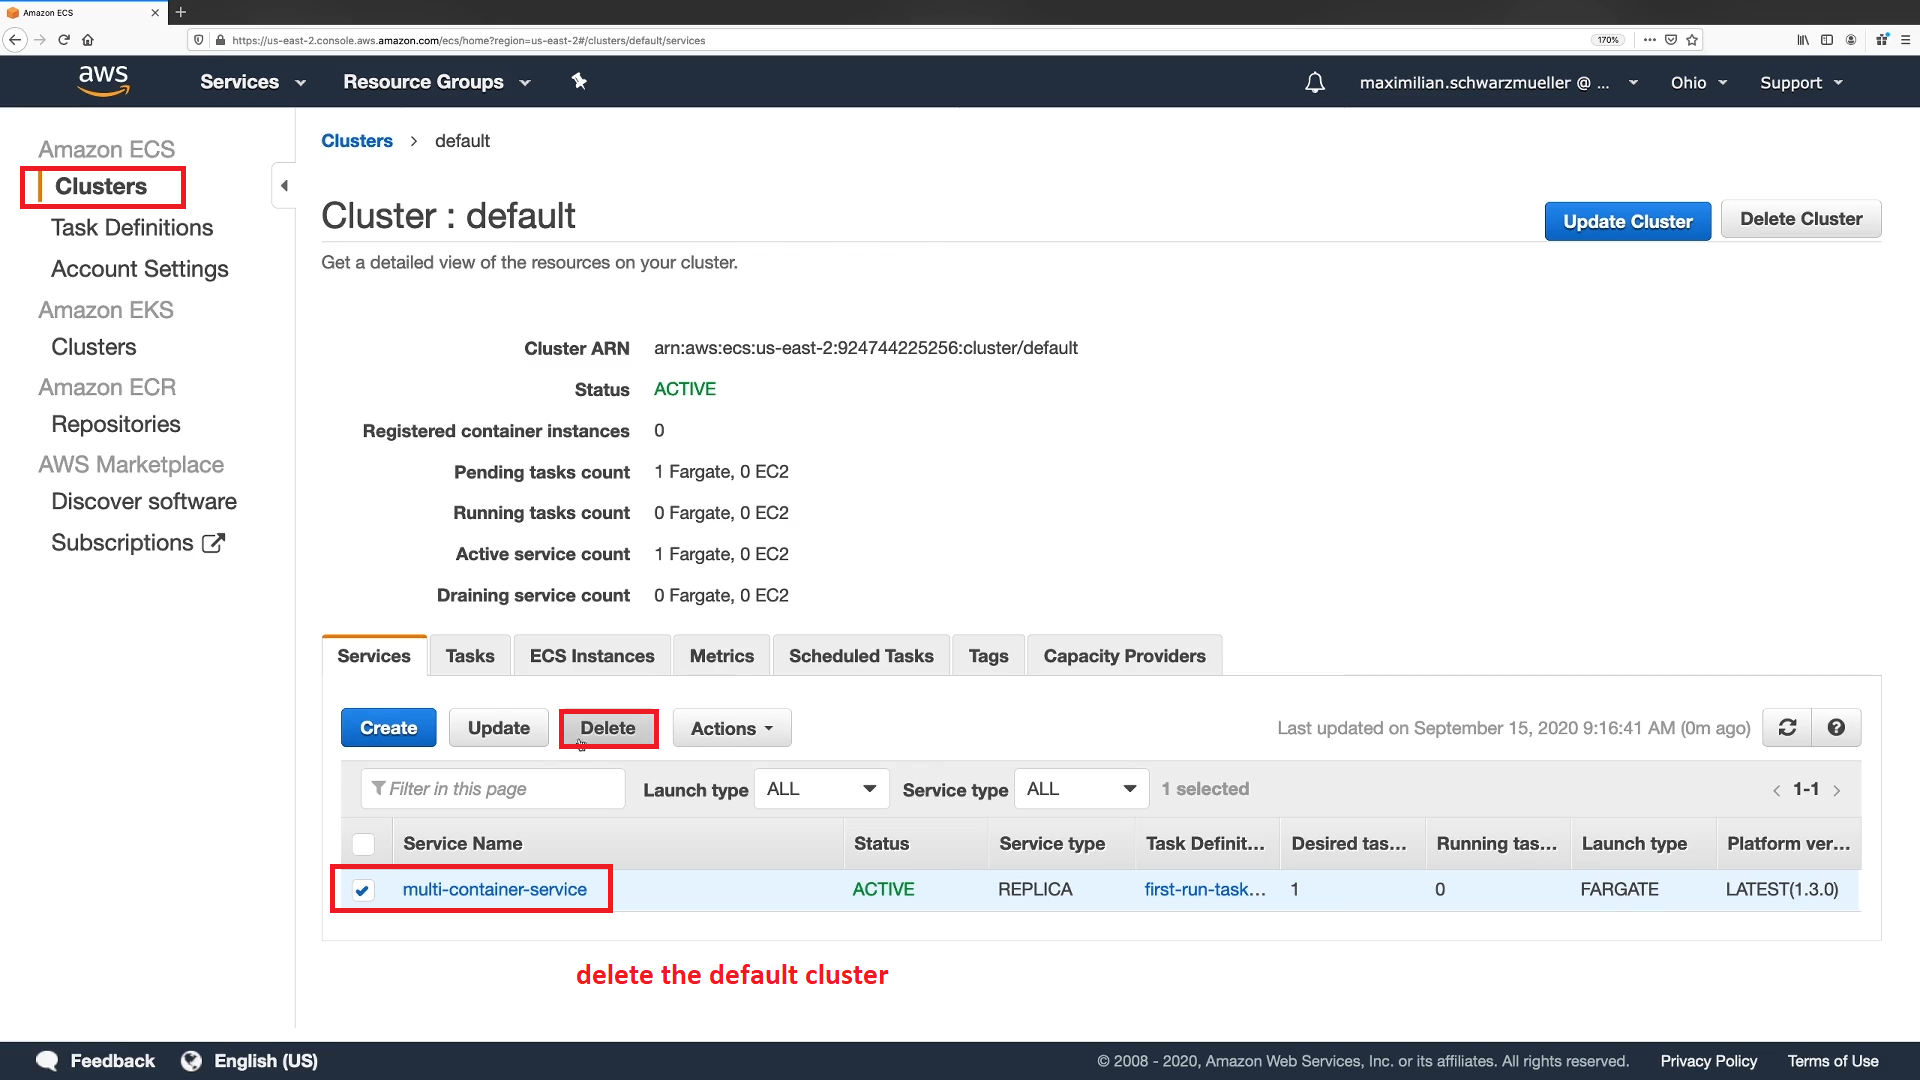 Amazon ECS
https://us-east-2.console.aws.amazon.com/ecs/home?region=us-east-2#/clusters/default/services
170%
aws
Services
Resource Groups
maximilian.schwarzmueller @ ...
Ohio
Support
Amazon ECS
Clusters
Task Definitions
Account Settings
Amazon EKS
Clusters
Amazon ECR
Repositories
AWS Marketplace
Discover software
Subscriptions
Clusters > default
Cluster : default
Update Cluster
Delete Cluster
Get a detailed view of the resources on your cluster.
Cluster ARN arn:aws:ecs:us-east-2:924744225256:cluster/default
Status ACTIVE
Registered container instances 0
Pending tasks count 1 Fargate, 0 EC2
Running tasks count 0 Fargate, 0 EC2
Active service count 1 Fargate, 0 EC2
Draining service count 0 Fargate, 0 EC2
Services Tasks ECS Instances Metrics Scheduled Tasks Tags Capacity Providers
Create Update Delete Actions Last updated on September 15, 2020 9:16:41 AM (0m ago)
Filter in this page Launch type ALL Service type ALL 1 selected < 1-1 >
Service Name Status Service type Task Definit... Desired tas... Running tas... Launch type Platform ver...
multi-container-service ACTIVE REPLICA first-run-task... 1 0 FARGATE LATEST(1.3.0)
delete the default cluster
Feedback English (US) © 2008 - 2020, Amazon Web Services, Inc. or its affiliates. All rights reserved. Privacy Policy Terms of Use